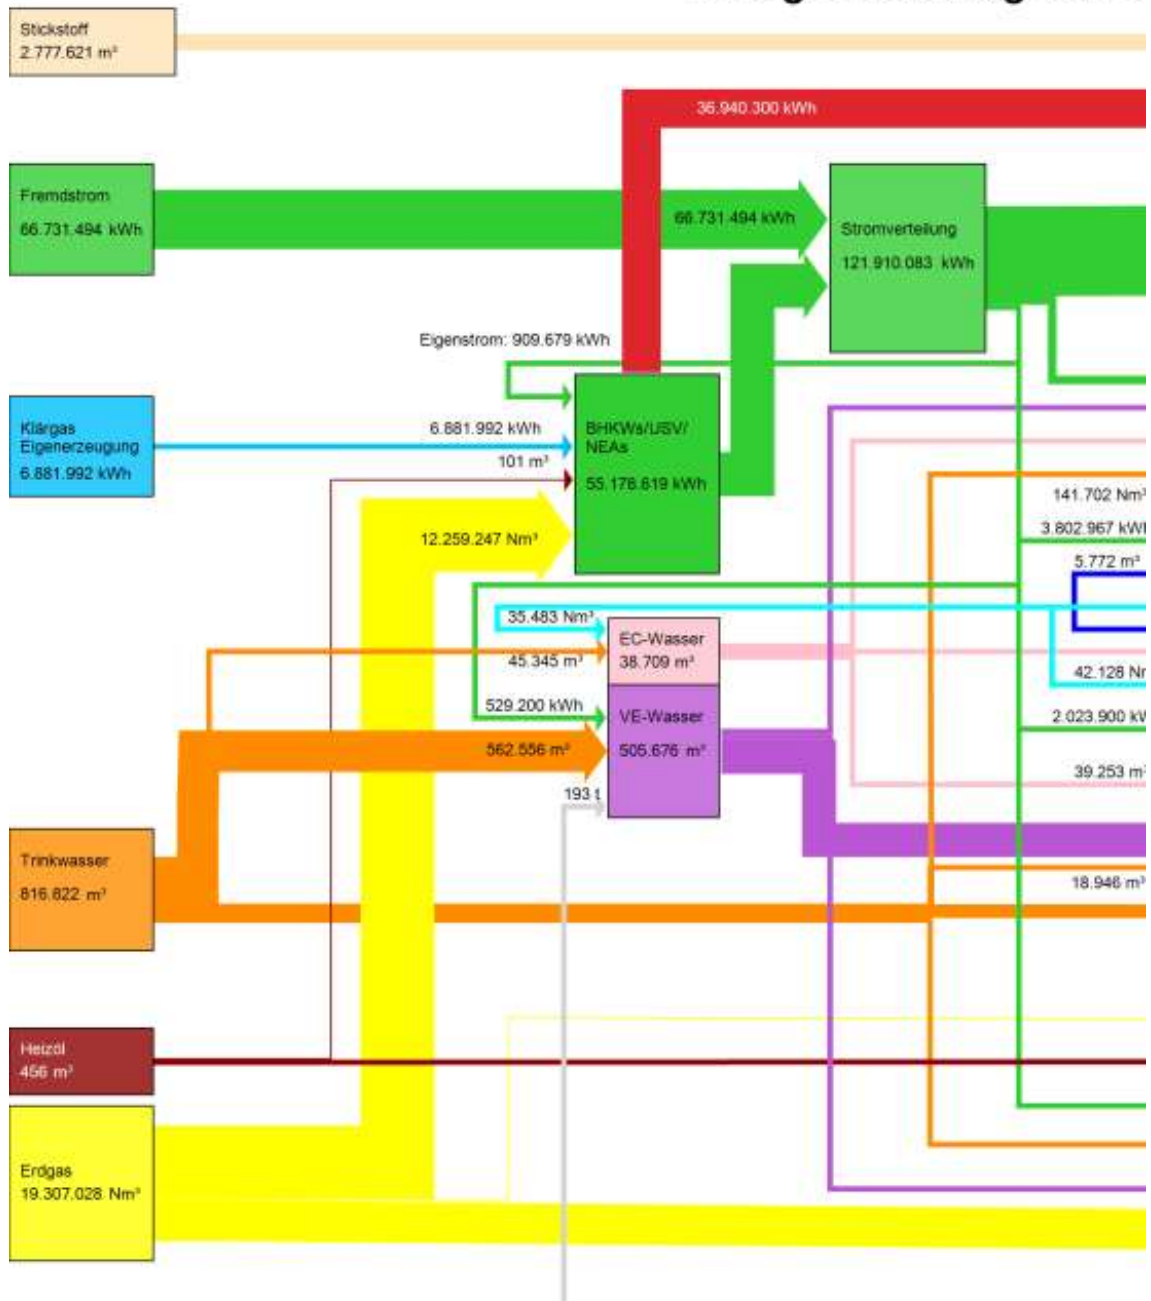 Stickstoff
2.777.621 m³
36.940.300 kWh
Fremdstrom
66.731.494 kWh
66.731.494 kWh
Stromverteilung
121.910.083 kWh
Eigenstrom: 909.679 kWh
Klärgas
Eigenerzeugung
6.881.992 kWh
6.881.992 kWh
101 m³
BHKWs/USV/
NEAs
55.178.619 kWh
12.259.247 Nm³
141.702 Nm³
3.802.967 kWh
5.772 m³
35.483 Nm³
EC-Wasser
38.709 m³
45.345 m³
42.128 Nm
529.200 kWh
VE-Wasser
505.676 m³
2.023.900 kW
562.556 m³
39.253 m³
193 t
Trinkwasser
816.822 m³
18.946 m³
Heizöl
456 m³
Erdgas
19.307.028 Nm³